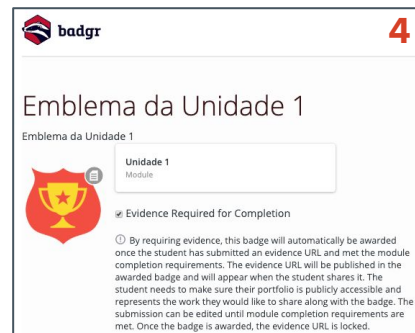 badgr
4
Emblema da Unidade 1
Emblema da Unidade 1
Unidade 1
Module
Evidence Required for Completion
By requiring evidence, this badge will automatically be awarded
once the student has submitted an evidence URL and met the module
completion requirements. The evidence URL will be published in the
awarded badge and will appear when the student shares it. The
student needs to make sure their portfolio is publicly accessible and
represents the work they would like to share along with the badge. The
submission can be edited until module completion requirements are
met. Once the badge is awarded, the evidence URL is locked.